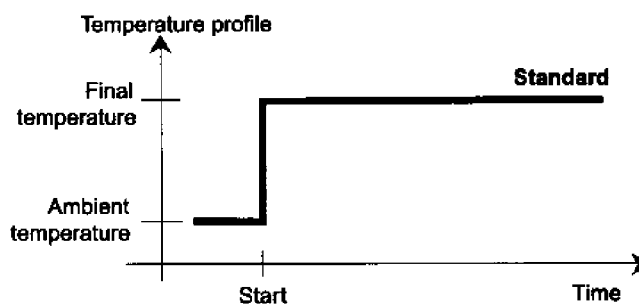 Temperature profile
Standard
Final
temperature
Ambient
temperature
Start
Time